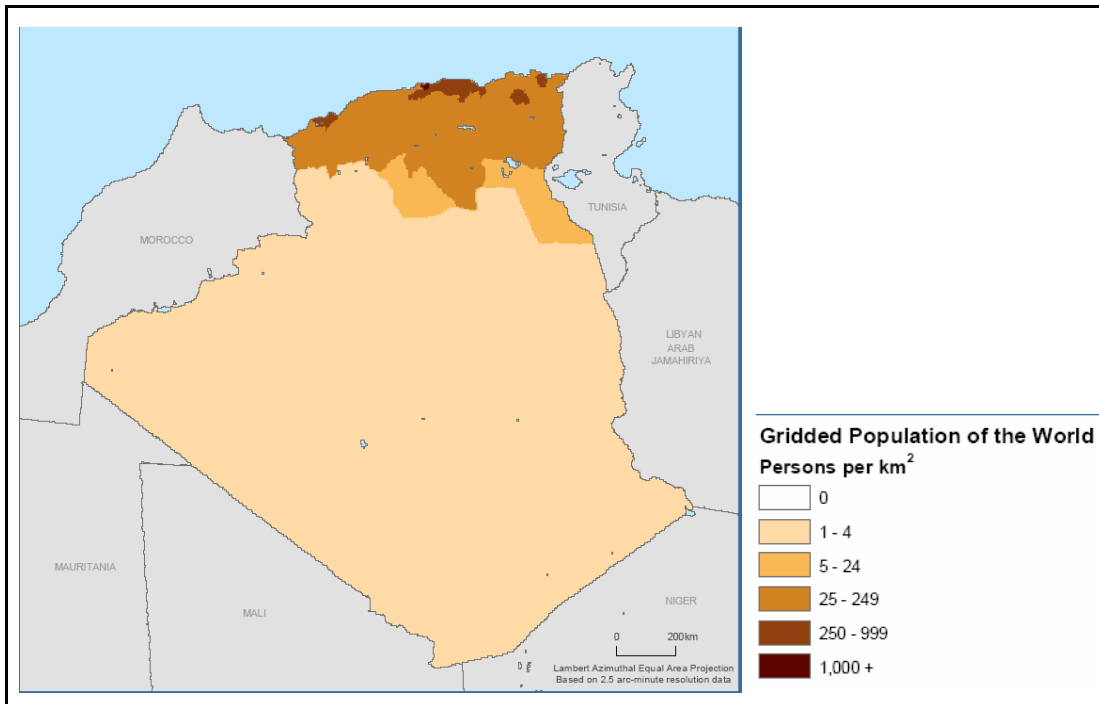 MOROCCO
TUNISIA
LIBYAN
ARAB
JAMAHIRIYA
MAURITANIA
MALI
NIGER
0 200km
Lambert Azimuthal Equal Area Projection
Based on 2.5 arc-minute resolution data
Gridded Population of the World
Persons per km²
0
1 - 4
5 - 24
25 - 249
250 - 999
1,000 +